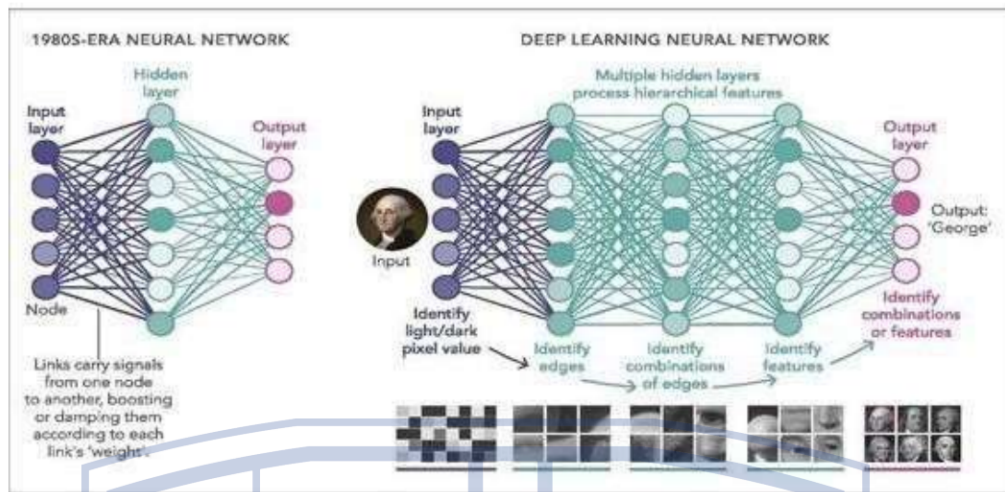 1980S-ERA NEURAL NETWORK
Hidden
layer
Input
layer
Output
layer
Node
Links carry signals
from one node
to another, boosting
or damping them
according to each
link's 'weight'.
DEEP LEARNING NEURAL NETWORK
Multiple hidden layers
process hierarchical features
Input
layer
Output
layer
Input
Output:
'George'
Identify
light/dark
pixel value
Identify
edges
Identify
combinations
of edges
Identify
features
Identify
combinations
or features